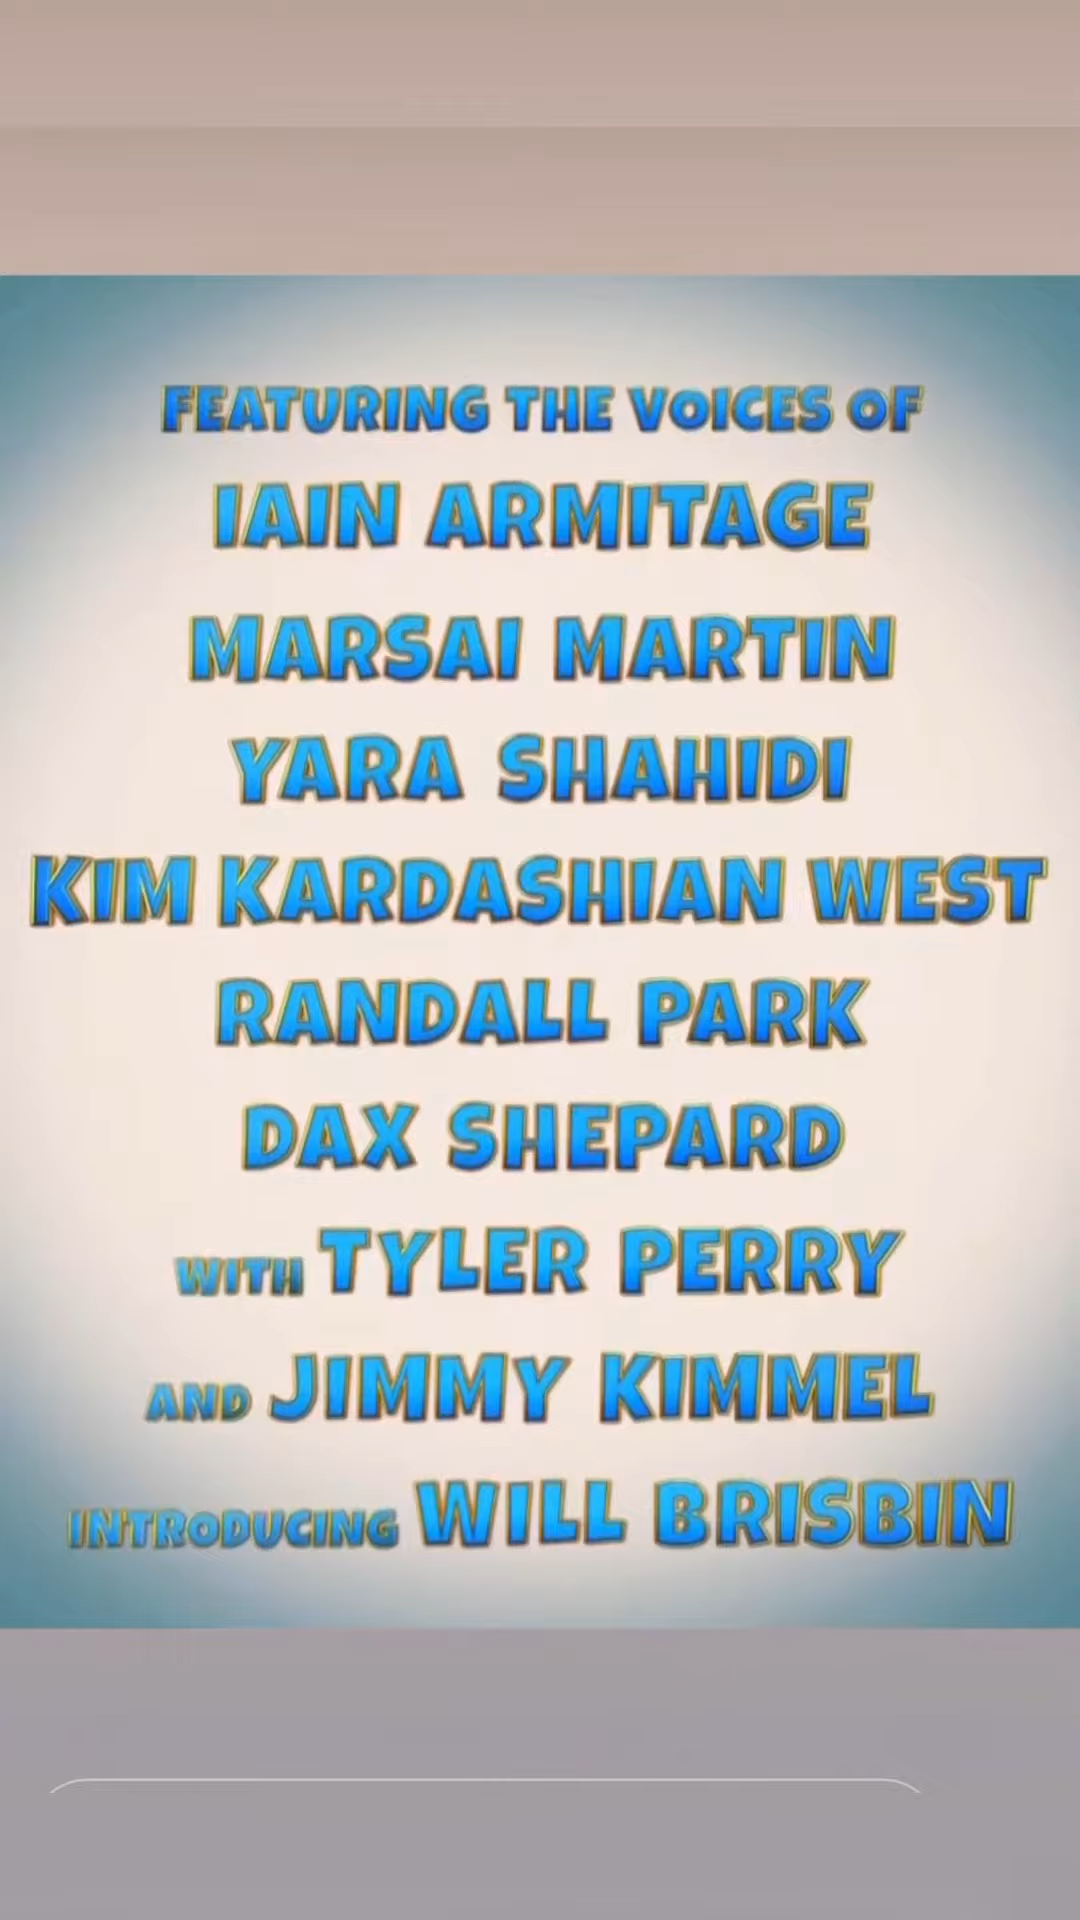 FEATURING THE VOICES OF
IAIN ARMITAGE
MARSAI MARTIN
YARA SHAHIDI
KIM KARDASHIAN WEST
RANDALL PARK
DAX SHEPARD
WITH TYLER PERRY
AND JIMMY KIMMEL
INTRODUCING WILL BRISBIN